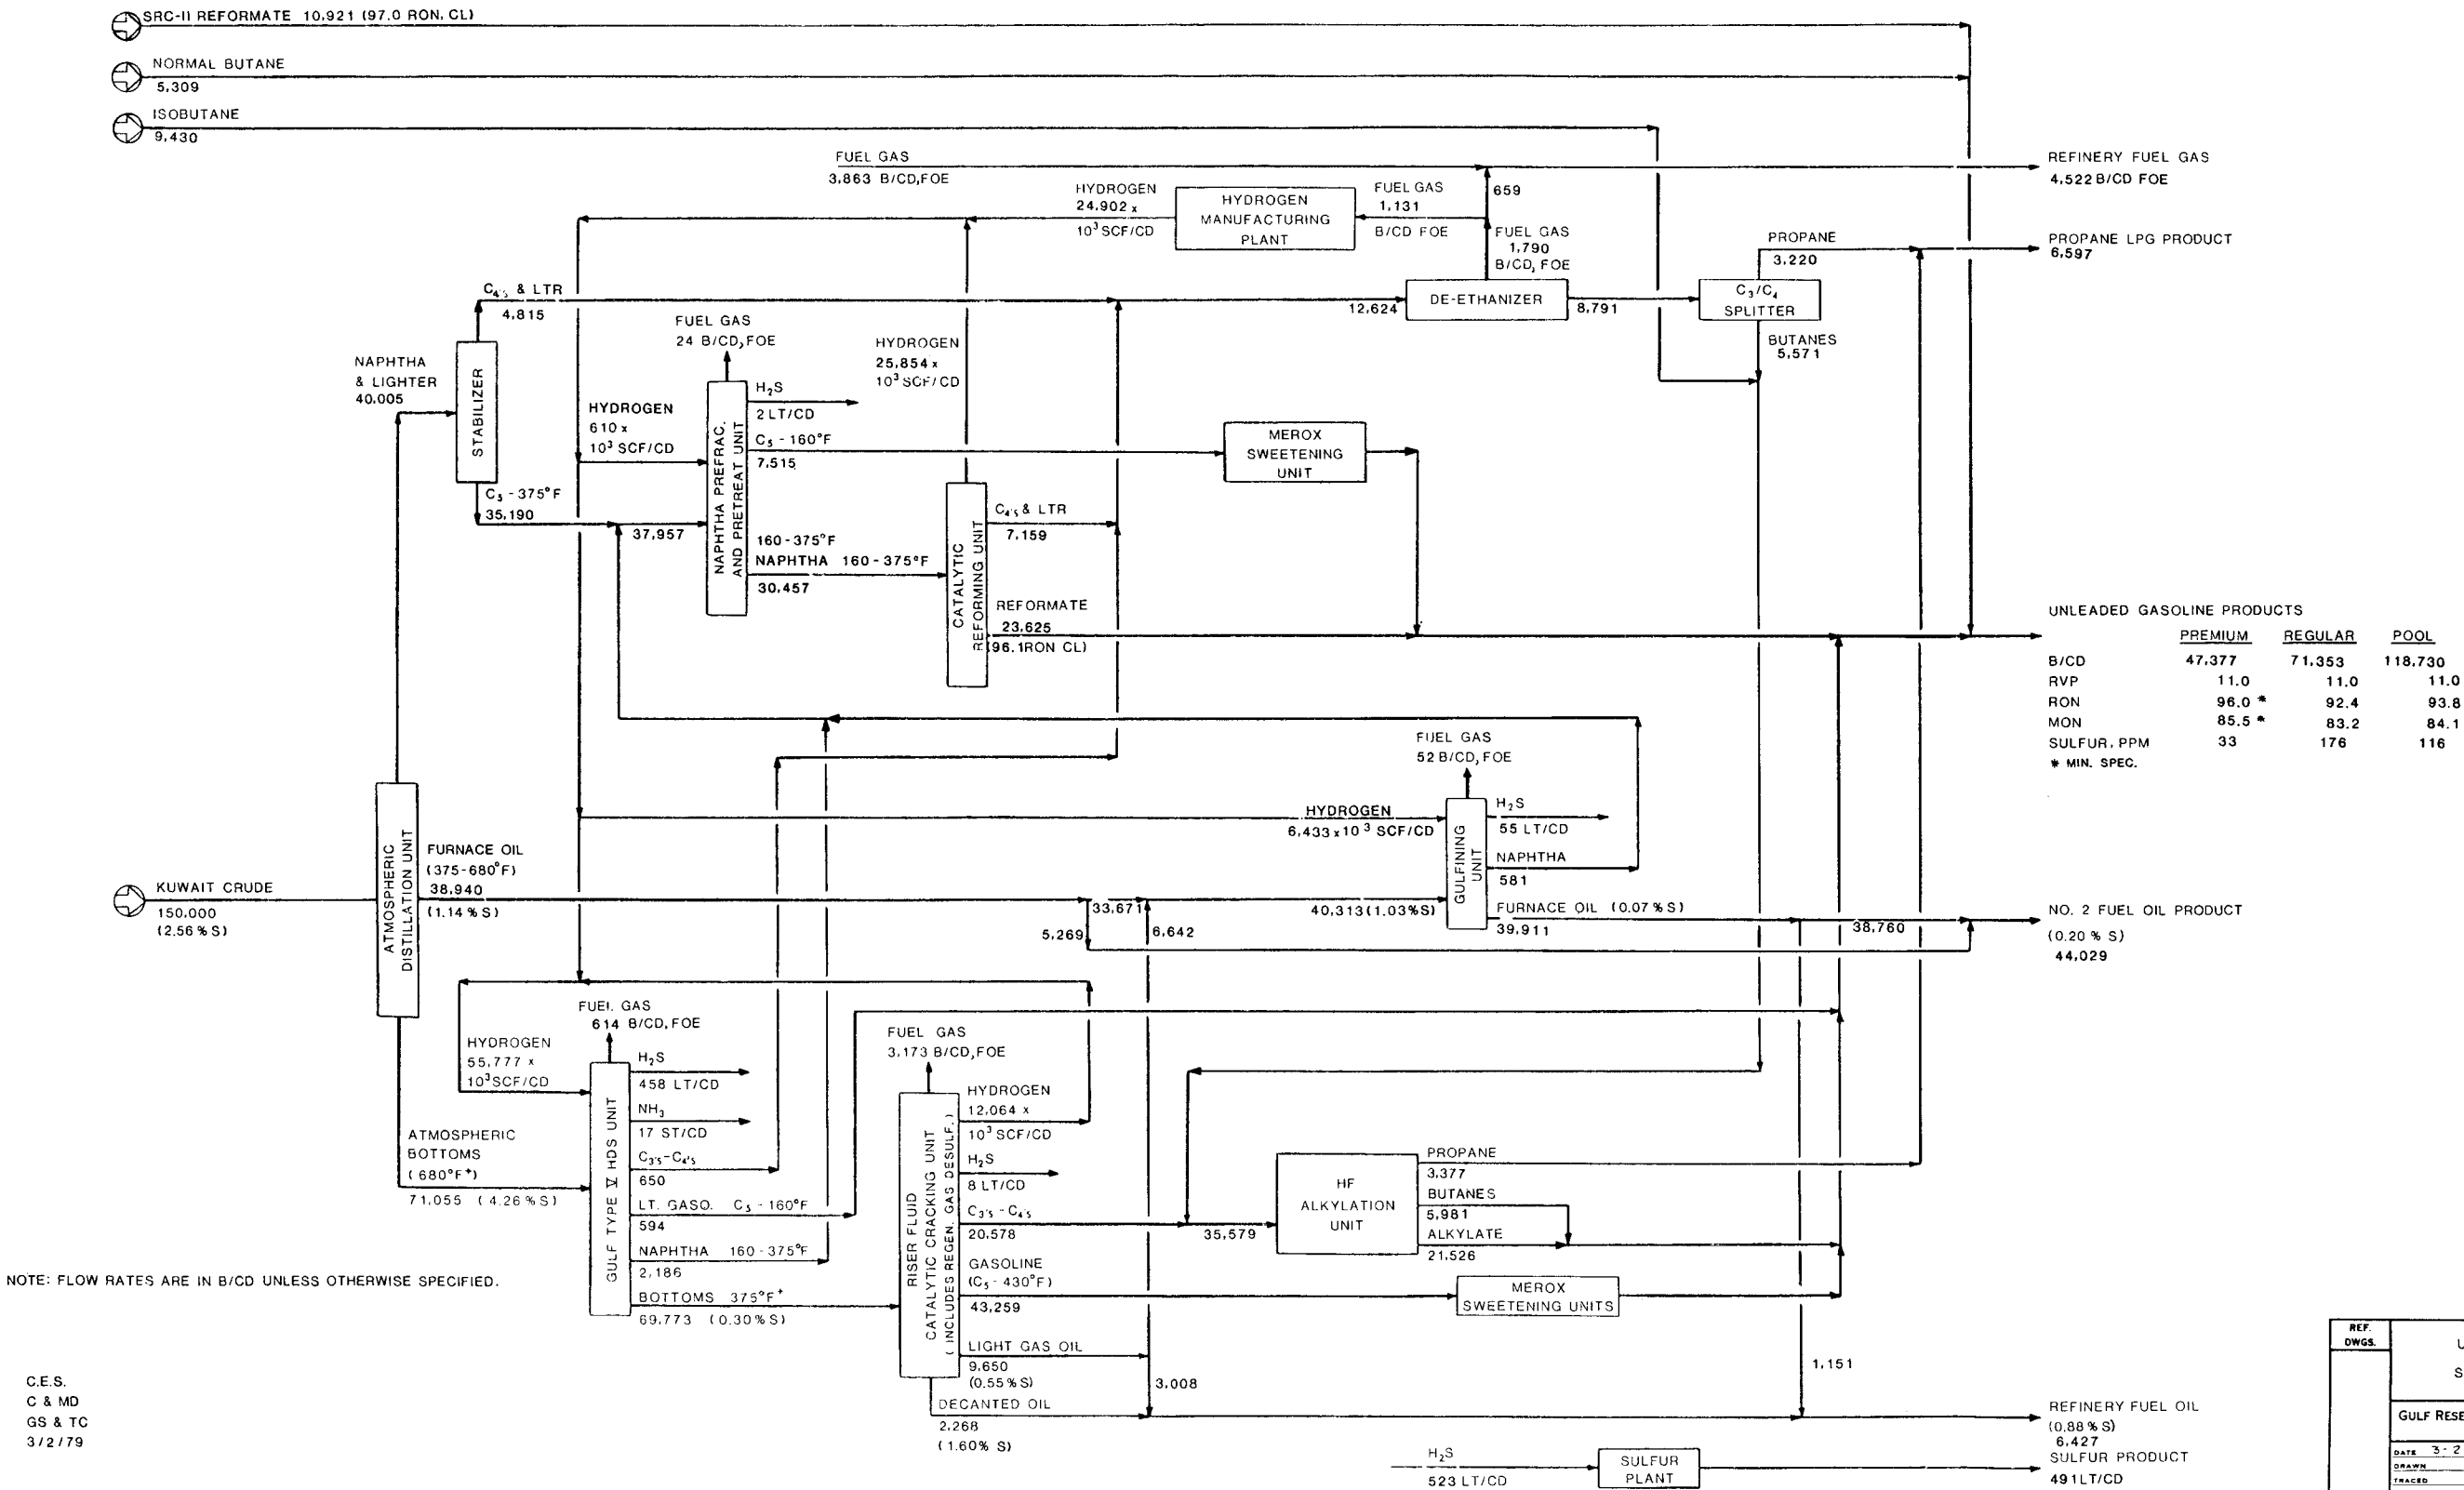 SRC-II REFORMATE 10,921 (97.0 RON, CL)
NORMAL BUTANE
5,309
ISOBUTANE
9,430
FUEL GAS
3,863 B/CD,FOE
REFINERY FUEL GAS
4,522 B/CD FOE
HYDROGEN
24,902 x
10³ SCF/CD
HYDROGEN
MANUFACTURING
PLANT
FUEL GAS
1,131
B/CD FOE
659
FUEL GAS
1,790
B/CD, FOE
PROPANE
3,220
PROPANE LPG PRODUCT
6,597
C4's & LTR
4,815
12,624
DE-ETHANIZER
8,791
C3/C4
SPLITTER
BUTANES
5,571
NAPHTHA
& LIGHTER
40,005
STABILIZER
FUEL GAS
24 B/CD,FOE
HYDROGEN
25,854 x
10³ SCF/CD
HYDROGEN
610 x
10³ SCF/CD
NAPHTHA PREFRAC.
AND PRETREAT UNIT
H2S
2 LT/CD
C5 - 160°F
7,515
MEROX
SWEETENING
UNIT
C5 - 375°F
35,190
37,957
160-375°F
NAPHTHA 160-375°F
30,457
CATALYTIC
REFORMING UNIT
C4's & LTR
7,159
REFORMATE
23,625
(96.1RON CL)
UNLEADED GASOLINE PRODUCTS
PREMIUM REGULAR POOL
B/CD 47,377 71,353 118,730
RVP 11.0 11.0 11.0
RON 96.0 * 92.4 93.8
MON 85.5 * 83.2 84.1
SULFUR, PPM 33 176 116
* MIN. SPEC.
FUEL GAS
52 B/CD, FOE
HYDROGEN
6,433 x 10³ SCF/CD
GULFINING
UNIT
H2S
55 LT/CD
NAPHTHA
581
FURNACE OIL (0.07 % S)
39,911
KUWAIT CRUDE
150,000
(2.56 % S)
ATMOSPHERIC
DISTILLATION UNIT
FURNACE OIL
(375-680°F)
38,940
(1.14 % S)
33,671
40,313 (1.03%S)
5,269
6,642
38,760
NO. 2 FUEL OIL PRODUCT
(0.20 % S)
44,029
FUEL GAS
614 B/CD,FOE
HYDROGEN
55,777 x
10³SCF/CD
GULF TYPE IV HDS UNIT
H2S
458 LT/CD
NH3
17 ST/CD
C3's-C4's
650
LT. GASO. C5 - 160°F
594
NAPHTHA 160-375°F
2,186
BOTTOMS 375°F+
69,773 (0.30%S)
ATMOSPHERIC
BOTTOMS
(680°F+)
71,055 (4.26%S)
FUEL GAS
3,173 B/CD,FOE
RISER FLUID
CATALYTIC CRACKING UNIT
( INCLUDES REGEN. GAS DESULF. )
HYDROGEN
12,064 x
10³ SCF/CD
H2S
8 LT/CD
C3's-C4's
20,578
35,579
GASOLINE
(C5 - 430°F)
43,259
LIGHT GAS OIL
9,650
(0.55% S)
3,008
DECANTED OIL
2,268
(1.60% S)
HF
ALKYLATION
UNIT
PROPANE
3,377
BUTANES
5,981
ALKYLATE
21,526
MEROX
SWEETENING UNITS
1,151
REFINERY FUEL OIL
(0.88 % S)
6,427
H2S
523 LT/CD
SULFUR
PLANT
SULFUR PRODUCT
491LT/CD
NOTE: FLOW RATES ARE IN B/CD UNLESS OTHERWISE SPECIFIED.
C.E.S.
C & MD
GS & TC
3/2/79
REF.
DWGS.
U
S
GULF RESE
DATE 3-2
DRAWN
TRACED